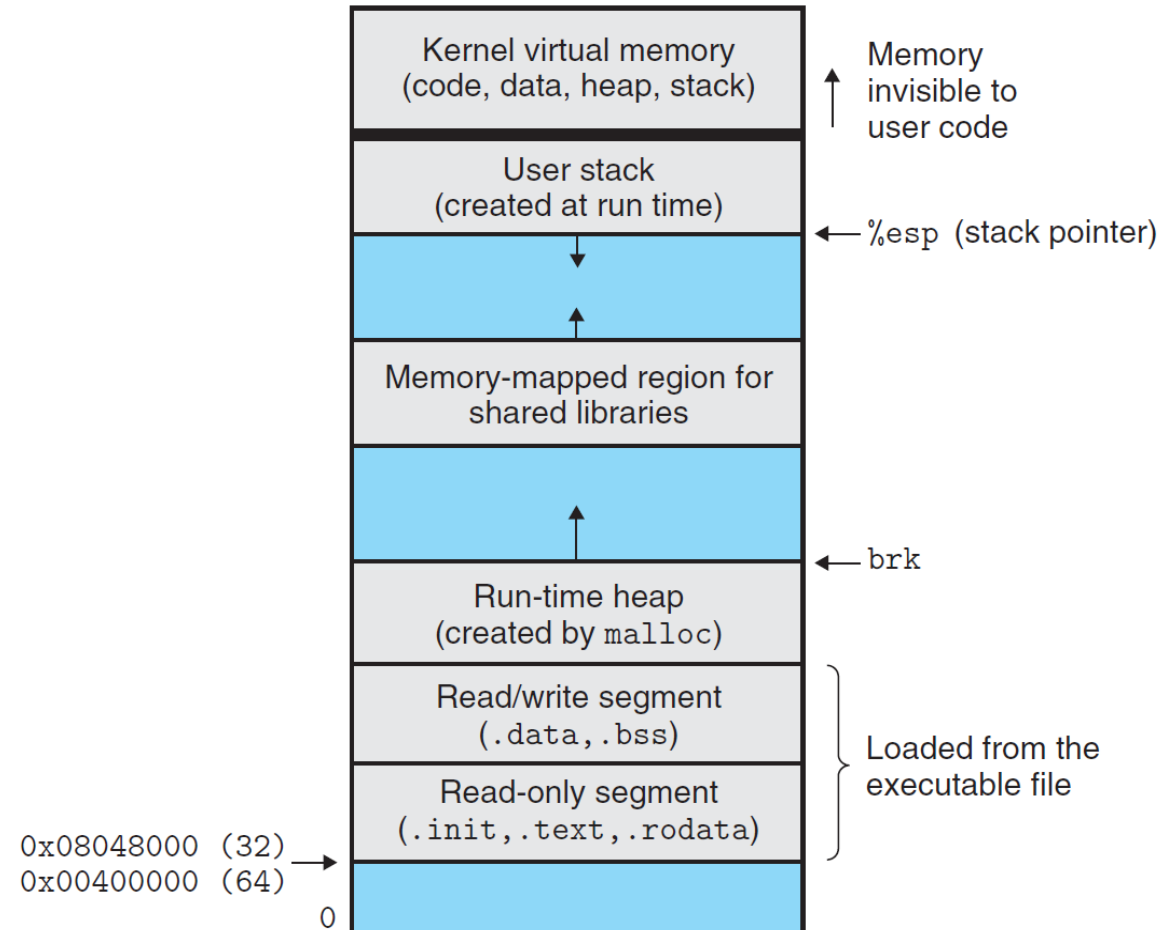 Kernel virtual memory
(code, data, heap, stack)
Memory
invisible to
user code
User stack
(created at run time)
%esp (stack pointer)
Memory-mapped region for
shared libraries
brk
Run-time heap
(created by malloc)
Read/write segment
(.data,.bss)
Loaded from the
executable file
Read-only segment
(.init,.text,.rodata)
0x08048000 (32)
0x00400000 (64)
0